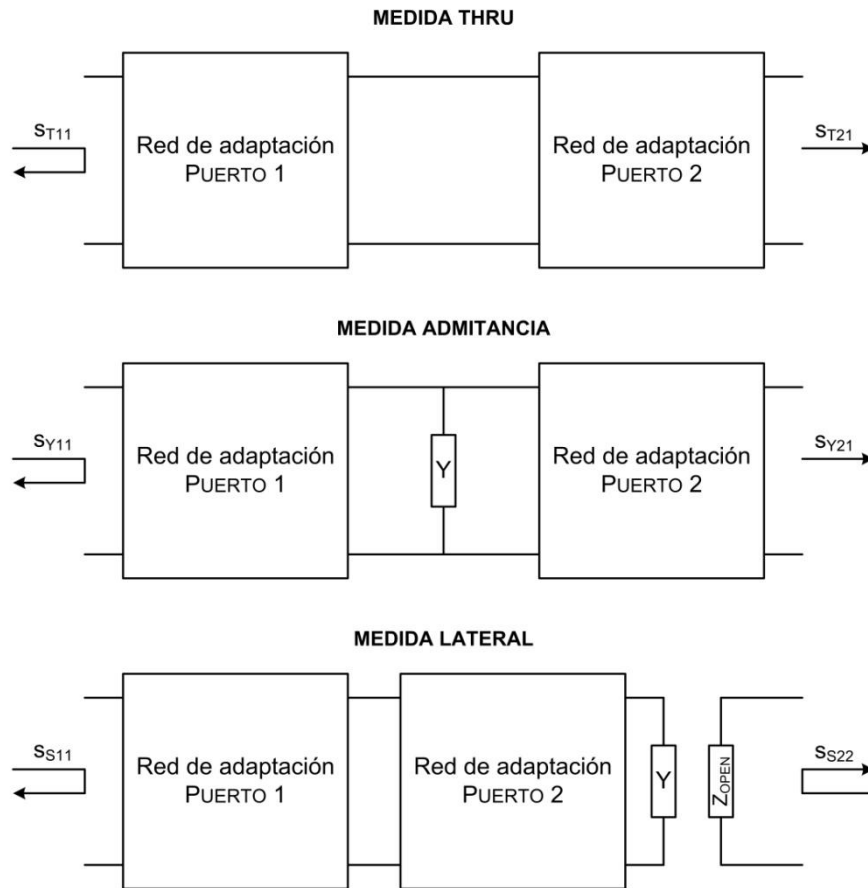 MEDIDA THRU
sT11
Red de adaptación
PUERTO 1
Red de adaptación
PUERTO 2
sT21
MEDIDA ADMITANCIA
sY11
Red de adaptación
PUERTO 1
Y
Red de adaptación
PUERTO 2
sY21
MEDIDA LATERAL
sS11
Red de adaptación
PUERTO 1
Red de adaptación
PUERTO 2
Y
ZOPEN
sS22